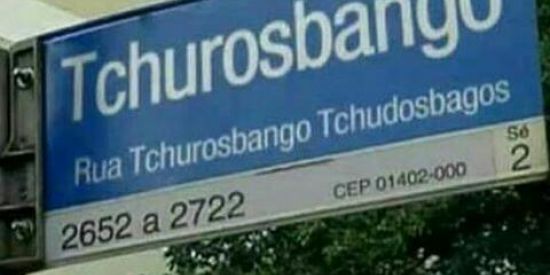 Tchurosbango
Rua Tchurosbango Tchudosbagos
2652 a 2722
CEP 01402-000
Sé
2